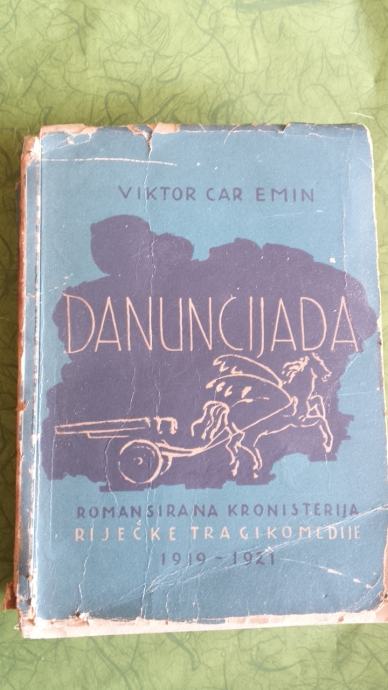 VIKTOR CAR EMIN
DANUNCIJADA
ROMANSIRANA KRONISTERIJA
RIJEČKE TRAGIKOMEDIJE
1919-1921